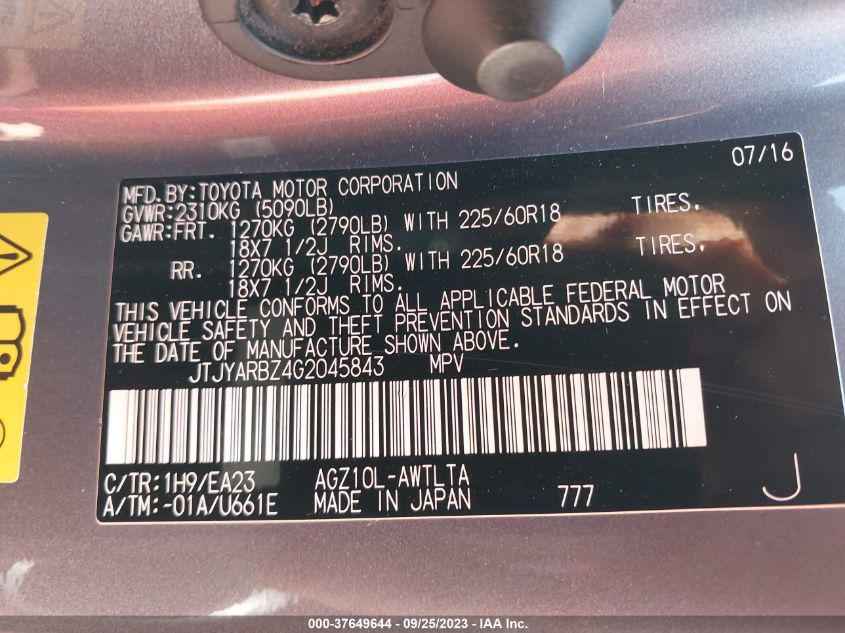 07/16
MFD. BY:TOYOTA MOTOR CORPORATION
GVWR:2310KG (5090LB)
GAWR:FRT. 1270KG (2790LB) WITH 225/60R18 TIRES.
18X7 1/2J RIMS.
RR. 1270KG (2790LB) WITH 225/60R18 TIRES.
18X7 1/2J RIMS.
THIS VEHICLE CONFORMS TO ALL APPLICABLE FEDERAL MOTOR
VEHICLE SAFETY AND THEFT PREVENTION STANDARDS IN EFFECT ON
THE DATE OF MANUFACTURE SHOWN ABOVE.
JTJYARBZ4G2045843 MPV
C/TR:1H9/EA23 AGZ10L-AWTLTA
A/TM:-01A/U661E MADE IN JAPAN 777 J
000-37649644 - 09/25/2023 - IAA Inc.